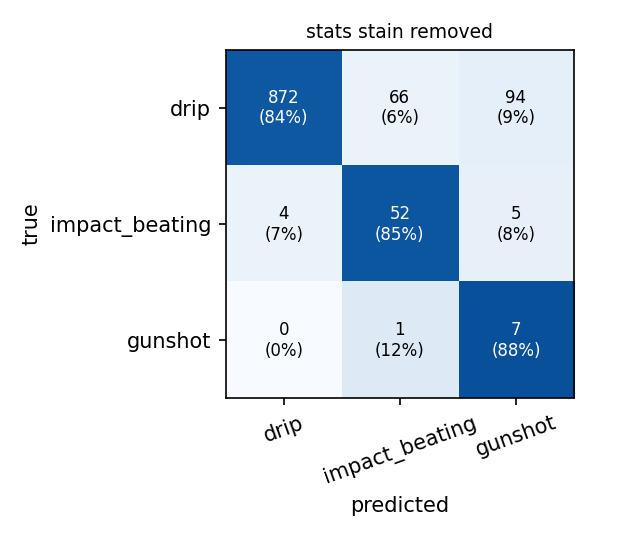 stats stain removed
drip
872
(84%)
66
(6%)
94
(9%)
impact_beating
4
(7%)
52
(85%)
5
(8%)
gunshot
0
(0%)
1
(12%)
7
(88%)
true
drip
impact_beating
gunshot
predicted